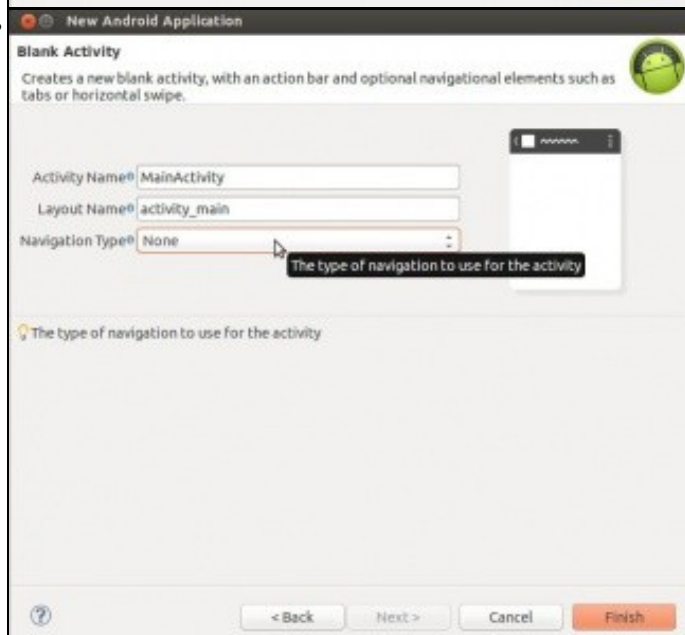 New Android Application
Blank Activity
Creates a new blank activity, with an action bar and optional navigational elements such as
tabs or horizontal swipe.
Activity Name MainActivity
Layout Name activity_main
Navigation Type None
The type of navigation to use for the activity
The type of navigation to use for the activity
? < Back Next > Cancel Finish